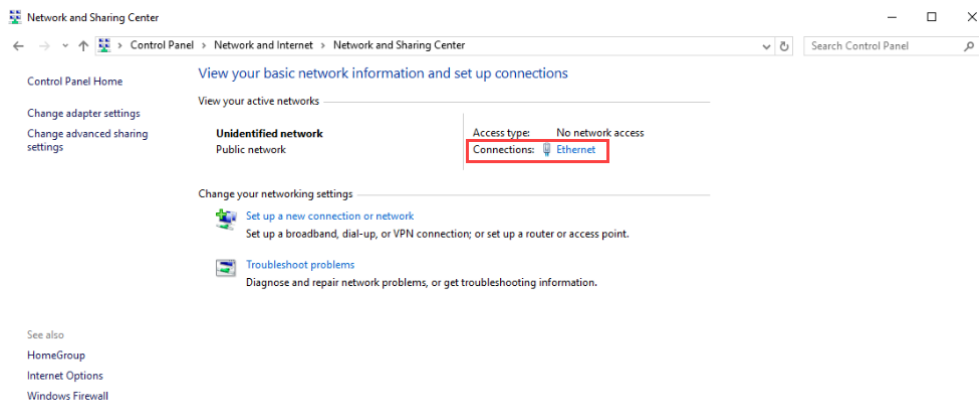 Network and Sharing Center
Control Panel > Network and Internet > Network and Sharing Center
Search Control Panel
Control Panel Home
Change adapter settings
Change advanced sharing
settings
View your basic network information and set up connections
View your active networks
Unidentified network
Public network
Access type: No network access
Connections: Ethernet
Change your networking settings
Set up a new connection or network
Set up a broadband, dial-up, or VPN connection; or set up a router or access point.
Troubleshoot problems
Diagnose and repair network problems, or get troubleshooting information.
See also
HomeGroup
Internet Options
Windows Firewall